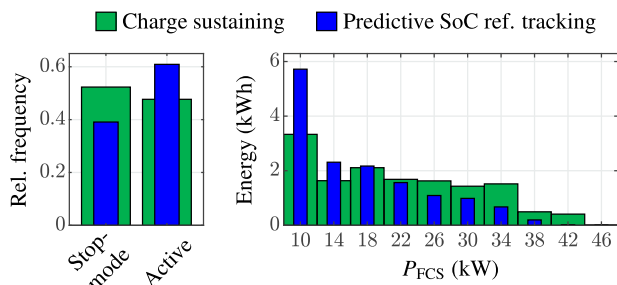 Charge sustaining
Predictive SoC ref. tracking
Rel. frequency
0.6
0.4
0.2
0
Stop-
mode
Active
Energy (kWh)
6
4
2
0
10 14 18 22 26 30 34 38 42 46
P_FCS (kW)